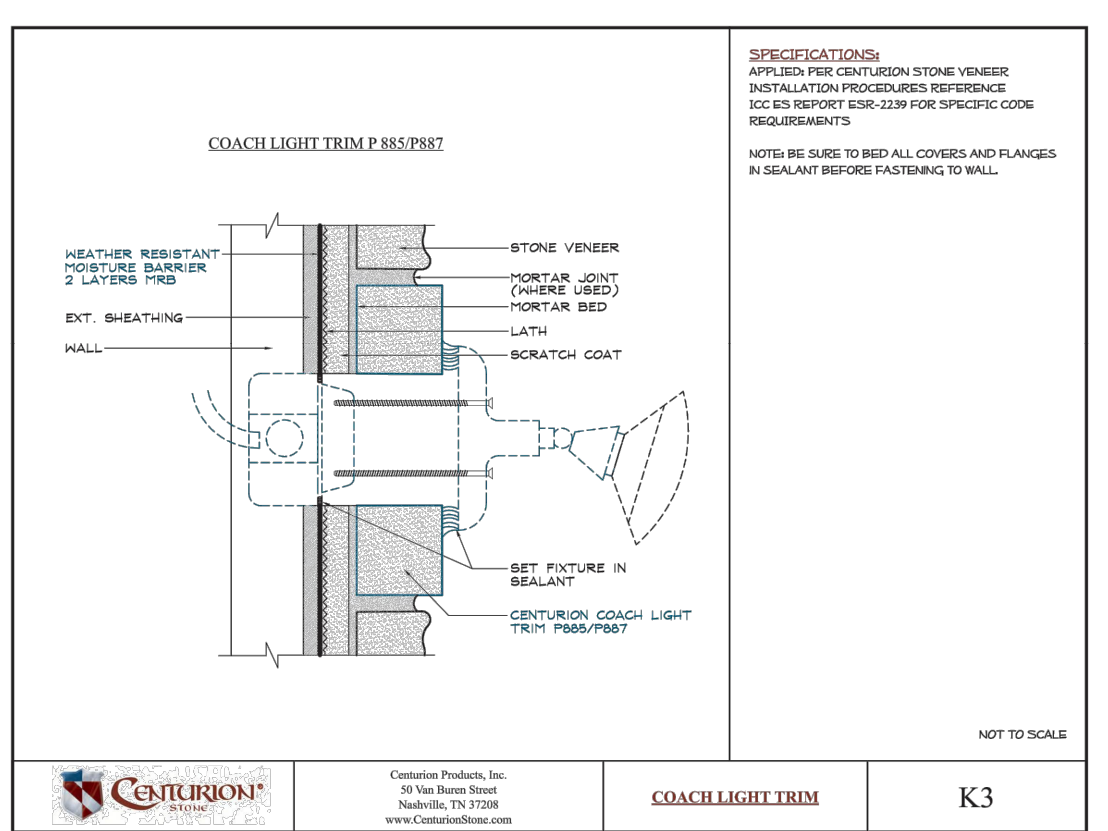 COACH LIGHT TRIM P 885/P887
WEATHER RESISTANT
MOISTURE BARRIER
2 LAYERS MRB
EXT. SHEATHING
WALL
STONE VENEER
MORTAR JOINT
(WHERE USED)
MORTAR BED
LATH
SCRATCH COAT
SET FIXTURE IN
SEALANT
CENTURION COACH LIGHT
TRIM P885/P887
SPECIFICATIONS:
APPLIED: PER CENTURION STONE VENEER
INSTALLATION PROCEDURES REFERENCE
ICC ES REPORT ESR-2239 FOR SPECIFIC CODE
REQUIREMENTS
NOTE: BE SURE TO BED ALL COVERS AND FLANGES
IN SEALANT BEFORE FASTENING TO WALL.
NOT TO SCALE
CENTURION®
STONE
Centurion Products, Inc.
50 Van Buren Street
Nashville, TN 37208
www.CenturionStone.com
COACH LIGHT TRIM
K3